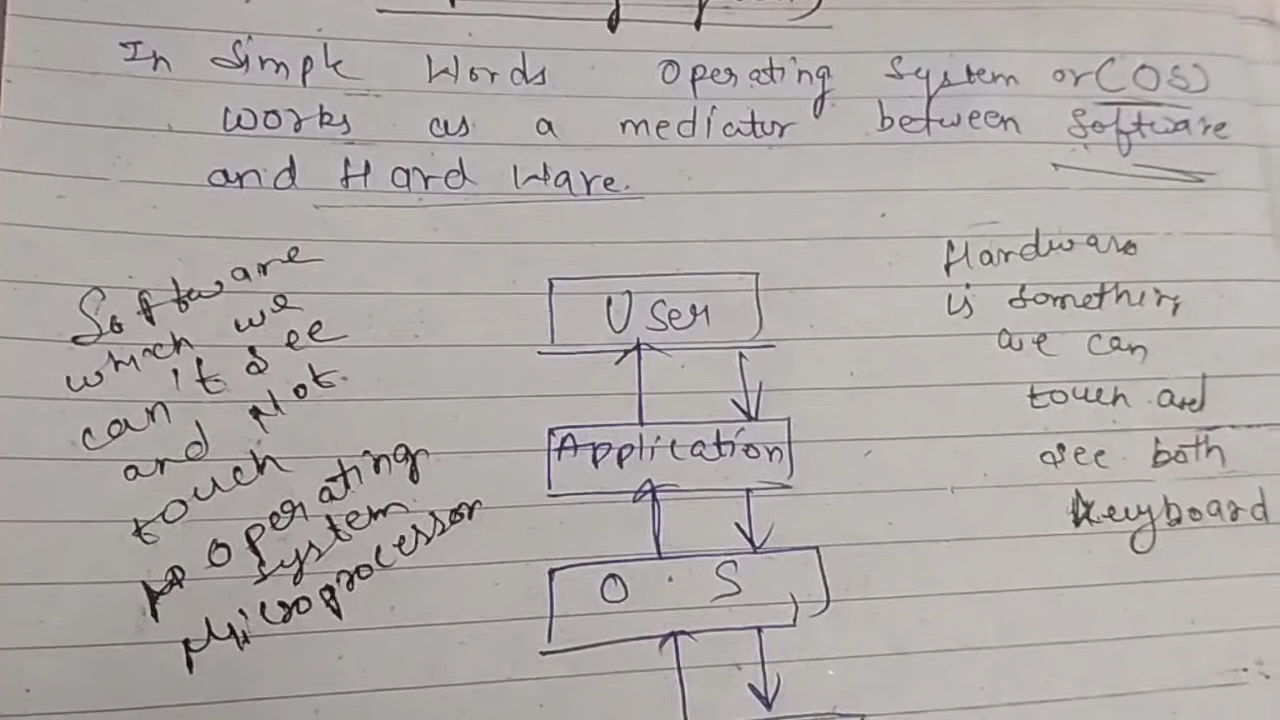 In Simple Words Operating System or (OS)
works as a mediator between Software
and Hard Ware.
Software
which we
can it see
and Not.
touch
Operating
System
Microprocessor
User
Application
O.S
Hardware
is something
we can
touch and
see both
keyboard